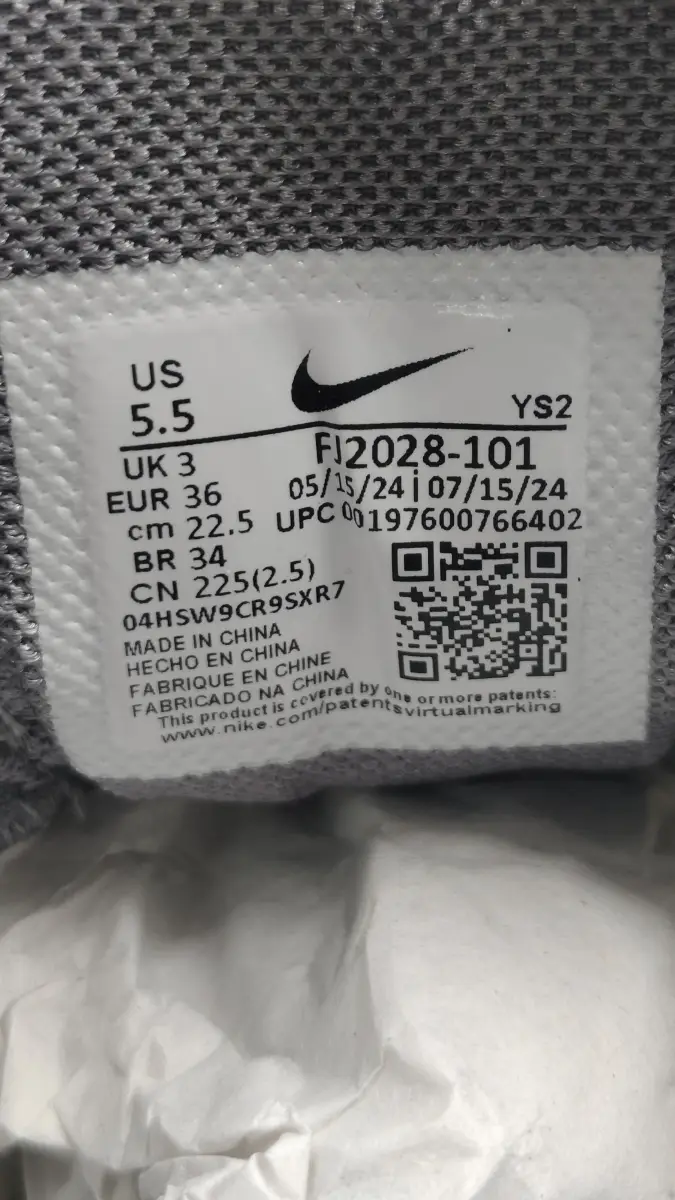 US
5.5
YS2
UK 3
FJ2028-101
EUR 36
05/15/24 | 07/15/24
cm 22.5
UPC 00197600766402
BR 34
CN 225(2.5)
04HSW9CR9SXR7
MADE IN CHINA
HECHO EN CHINA
FABRIQUE EN CHINE
FABRICADO NA CHINA
This product is covered by one or more patents:
www.nike.com/patentsvirtualmarking